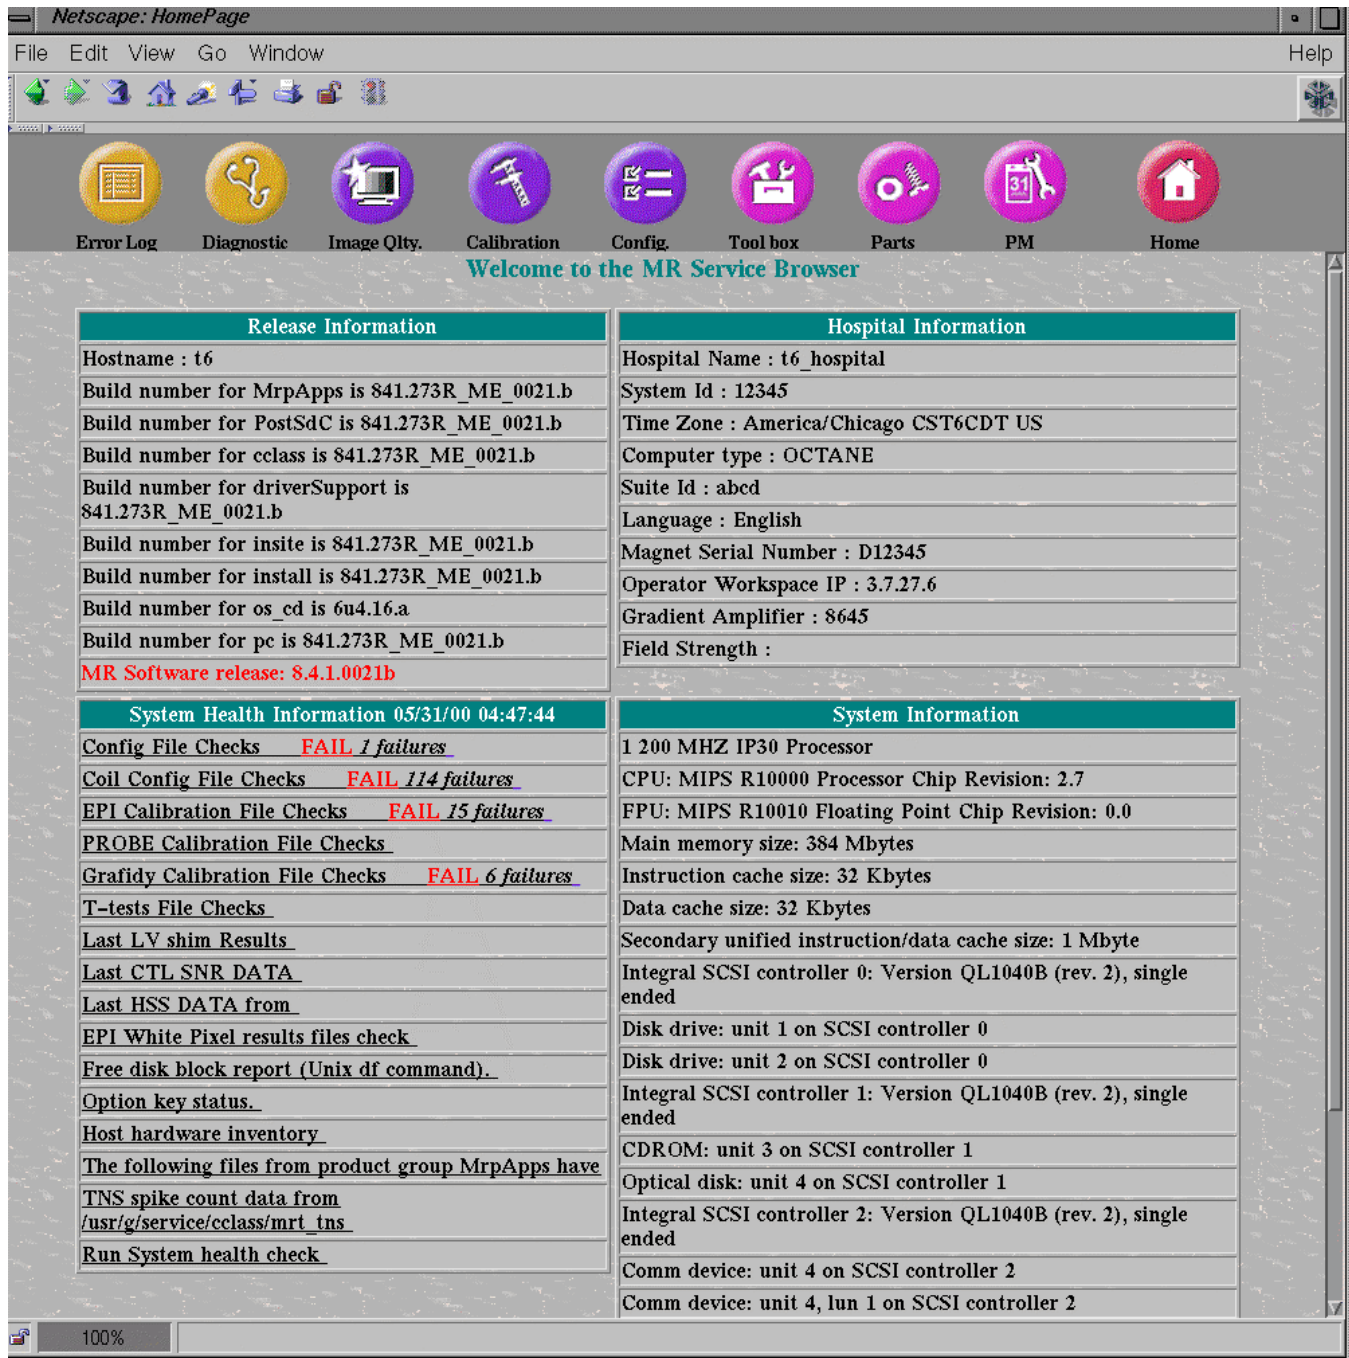 Netscape: HomePage
File Edit View Go Window Help
Error Log Diagnostic Image Qlty. Calibration Config. Tool box Parts PM Home
31
Welcome to the MR Service Browser
Release Information
Hostname : t6
Build number for MrpApps is 841.273R_ME_0021.b
Build number for PostSdC is 841.273R_ME_0021.b
Build number for cclass is 841.273R_ME_0021.b
Build number for driverSupport is
841.273R_ME_0021.b
Build number for insite is 841.273R_ME_0021.b
Build number for install is 841.273R_ME_0021.b
Build number for os_cd is 6u4.16.a
Build number for pc is 841.273R_ME_0021.b
MR Software release: 8.4.1.0021b
Hospital Information
Hospital Name : t6_hospital
System Id : 12345
Time Zone : America/Chicago CST6CDT US
Computer type : OCTANE
Suite Id : abcd
Language : English
Magnet Serial Number : D12345
Operator Workspace IP : 3.7.27.6
Gradient Amplifier : 8645
Field Strength :
System Health Information 05/31/00 04:47:44
Config File Checks FAIL 1 failures
Coil Config File Checks FAIL 114 failures
EPI Calibration File Checks FAIL 15 failures
PROBE Calibration File Checks
Grafidy Calibration File Checks FAIL 6 failures
T-tests File Checks
Last LV shim Results
Last CTL SNR DATA
Last HSS DATA from
EPI White Pixel results files check
Free disk block report (Unix df command).
Option key status.
Host hardware inventory
The following files from product group MrpApps have
TNS spike count data from
/usr/g/service/cclass/mrt_tns
Run System health check
System Information
1 200 MHZ IP30 Processor
CPU: MIPS R10000 Processor Chip Revision: 2.7
FPU: MIPS R10010 Floating Point Chip Revision: 0.0
Main memory size: 384 Mbytes
Instruction cache size: 32 Kbytes
Data cache size: 32 Kbytes
Secondary unified instruction/data cache size: 1 Mbyte
Integral SCSI controller 0: Version QL1040B (rev. 2), single
ended
Disk drive: unit 1 on SCSI controller 0
Disk drive: unit 2 on SCSI controller 0
Integral SCSI controller 1: Version QL1040B (rev. 2), single
ended
CDROM: unit 3 on SCSI controller 1
Optical disk: unit 4 on SCSI controller 1
Integral SCSI controller 2: Version QL1040B (rev. 2), single
ended
Comm device: unit 4 on SCSI controller 2
Comm device: unit 4, lun 1 on SCSI controller 2
100%